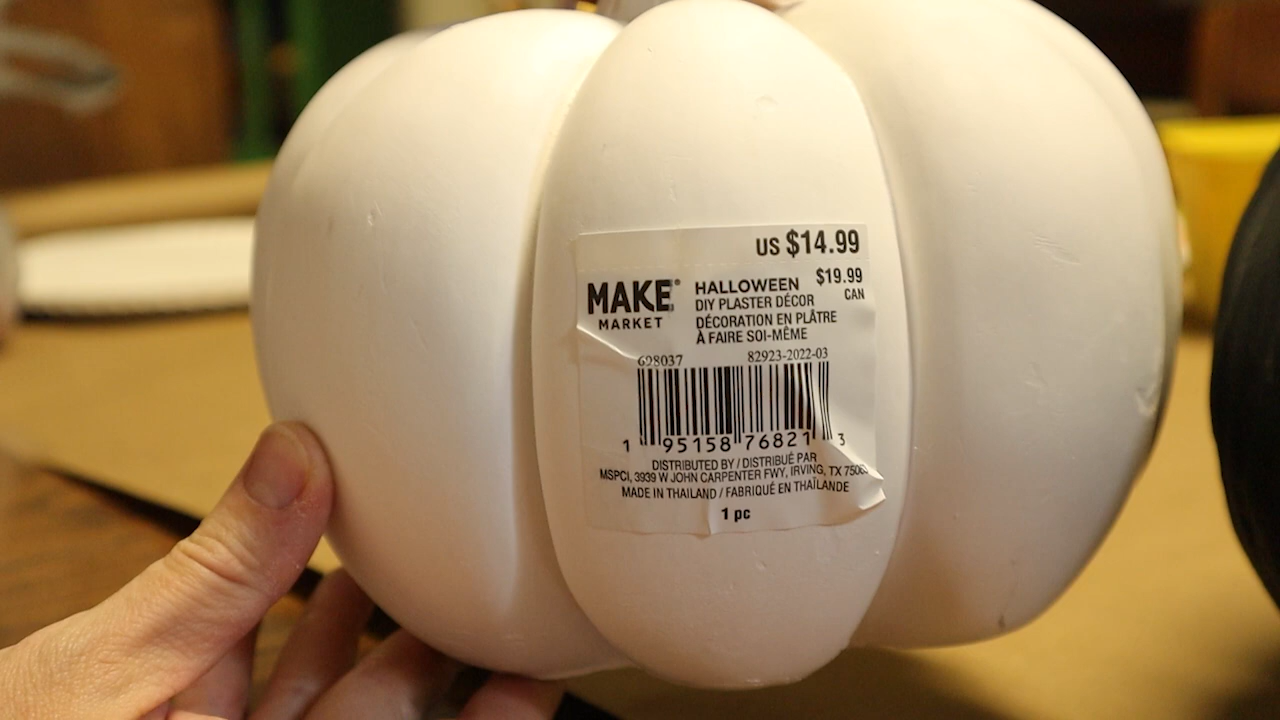 US $14.99
$19.99
CAN
MAKE®
MARKET
HALLOWEEN
DIY PLASTER DÉCOR
DÉCORATION EN PLÂTRE
À FAIRE SOI-MÊME
698037 82923-2022-03
1 95158 76821 3
DISTRIBUTED BY / DISTRIBUÉ PAR
MSPCI, 3939 W JOHN CARPENTER FWY, IRVING, TX 75063
MADE IN THAILAND / FABRIQUÉ EN THAÏLANDE
1 pc